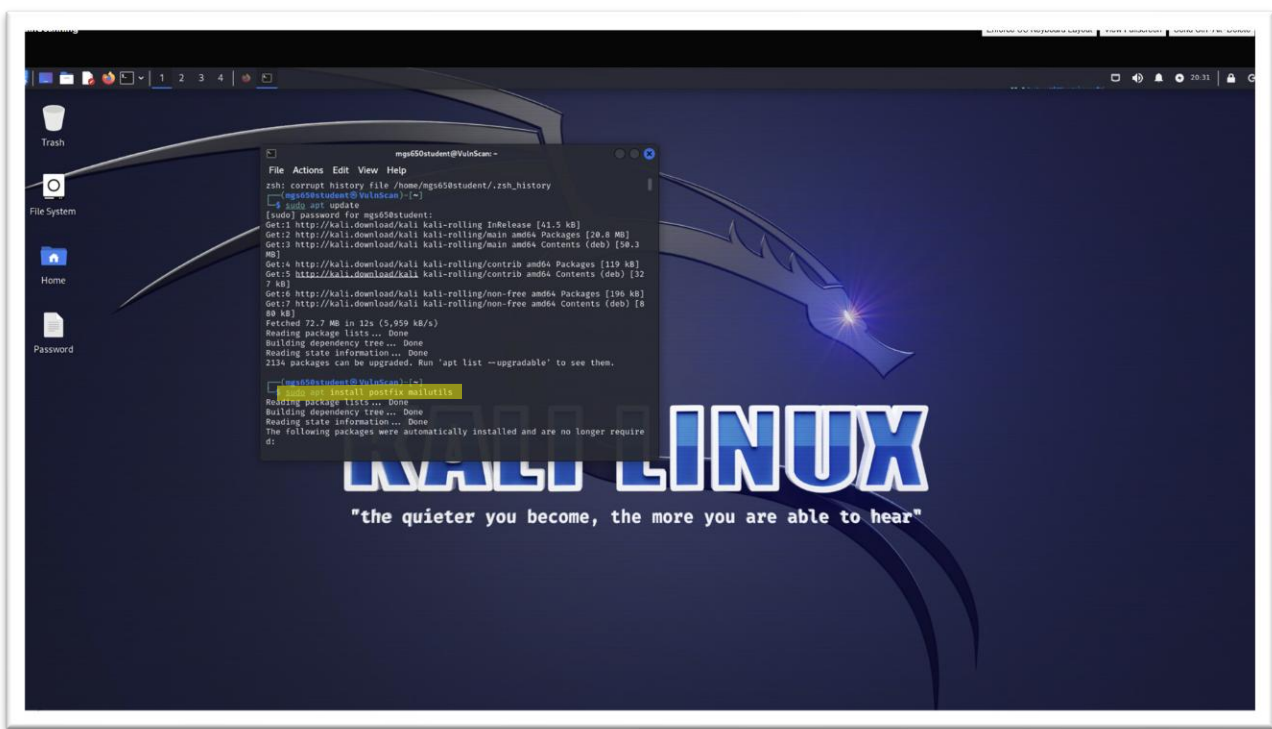 1 2 3 4
20:31
Trash
File System
Home
Password
mgs650student@VulnScan: ~
File Actions Edit View Help
zsh: corrupt history file /home/mgs650student/.zsh_history
┌──(mgs650student㉿VulnScan)-[~]
└─$ sudo apt update
[sudo] password for mgs650student:
Get:1 http://kali.download/kali kali-rolling InRelease [41.5 kB]
Get:2 http://kali.download/kali kali-rolling/main amd64 Packages [20.8 MB]
Get:3 http://kali.download/kali kali-rolling/main amd64 Contents (deb) [50.3
MB]
Get:4 http://kali.download/kali kali-rolling/contrib amd64 Packages [119 kB]
Get:5 http://kali.download/kali kali-rolling/contrib amd64 Contents (deb) [32
7 kB]
Get:6 http://kali.download/kali kali-rolling/non-free amd64 Packages [196 kB]
Get:7 http://kali.download/kali kali-rolling/non-free amd64 Contents (deb) [8
80 kB]
Fetched 72.7 MB in 12s (5,959 kB/s)
Reading package lists... Done
Building dependency tree... Done
Reading state information... Done
2134 packages can be upgraded. Run 'apt list --upgradable' to see them.
┌──(mgs650student㉿VulnScan)-[~]
└─$ sudo apt install postfix mailutils
Reading package lists... Done
Building dependency tree... Done
Reading state information... Done
The following packages were automatically installed and are no longer require
d:
KALI LINUX
"the quieter you become, the more you are able to hear"